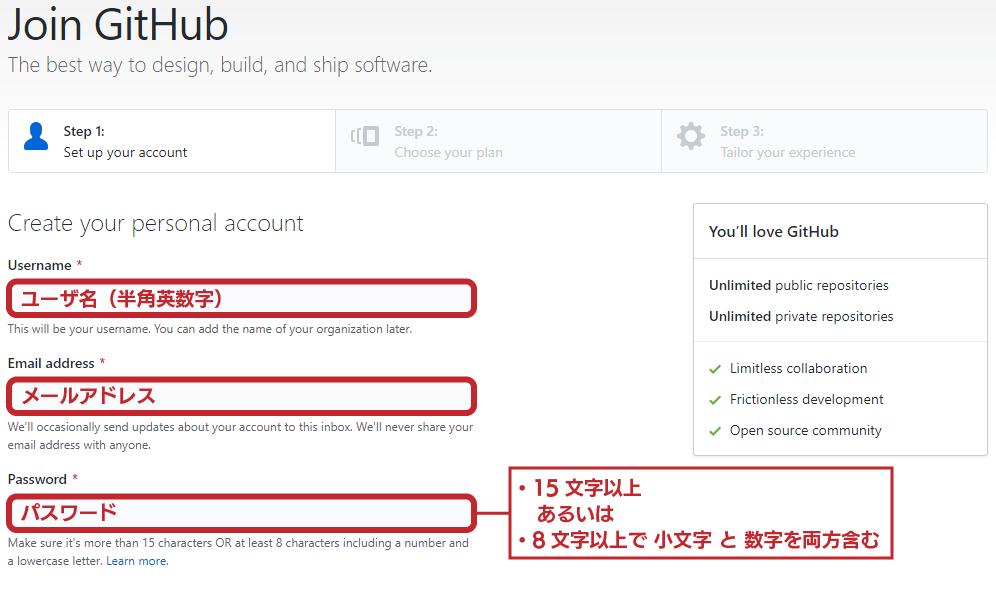 Join GitHub
The best way to design, build, and ship software.
Step 1:
Set up your account
Step 2:
Choose your plan
Step 3:
Tailor your experience
Create your personal account
Username *
ユーザ名（半角英数字）
This will be your username. You can add the name of your organization later.
Email address *
メールアドレス
We'll occasionally send updates about your account to this inbox. We'll never share your
email address with anyone.
Password *
パスワード
Make sure it's more than 15 characters OR at least 8 characters including a number and
a lowercase letter. Learn more.
・15 文字以上
あるいは
・8 文字以上で 小文字 と 数字を両方含む
You'll love GitHub
Unlimited public repositories
Unlimited private repositories
Limitless collaboration
Frictionless development
Open source community